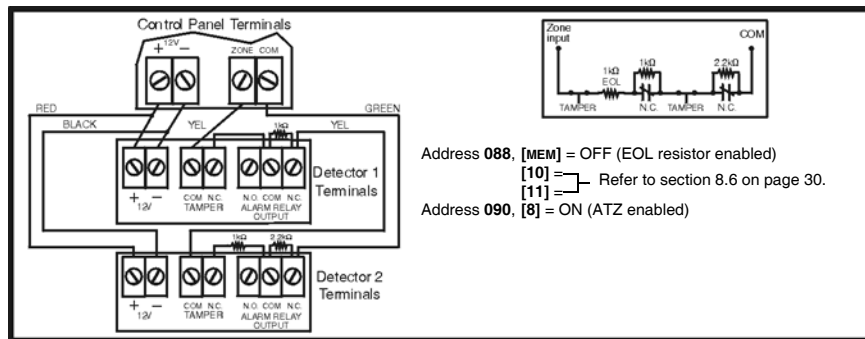 Control Panel Terminals
+ 12V −
ZONE COM
RED
GREEN
BLACK
YEL
1kΩ
YEL
Detector 1
Terminals
+ −
12V
COM N.C.
TAMPER
N.O. COM N.C.
ALARM RELAY
OUTPUT
1kΩ
2.2kΩ
Detector 2
Terminals
+ −
12V
COM N.C.
TAMPER
N.O. COM N.C.
ALARM RELAY
OUTPUT
Zone
input
COM
1kΩ
2.2kΩ
1kΩ
EOL
TAMPER
N.C.
TAMPER
N.C.
Address 088, [MEM] = OFF (EOL resistor enabled)
[10] =
[11] =
Refer to section 8.6 on page 30.
Address 090, [8] = ON (ATZ enabled)